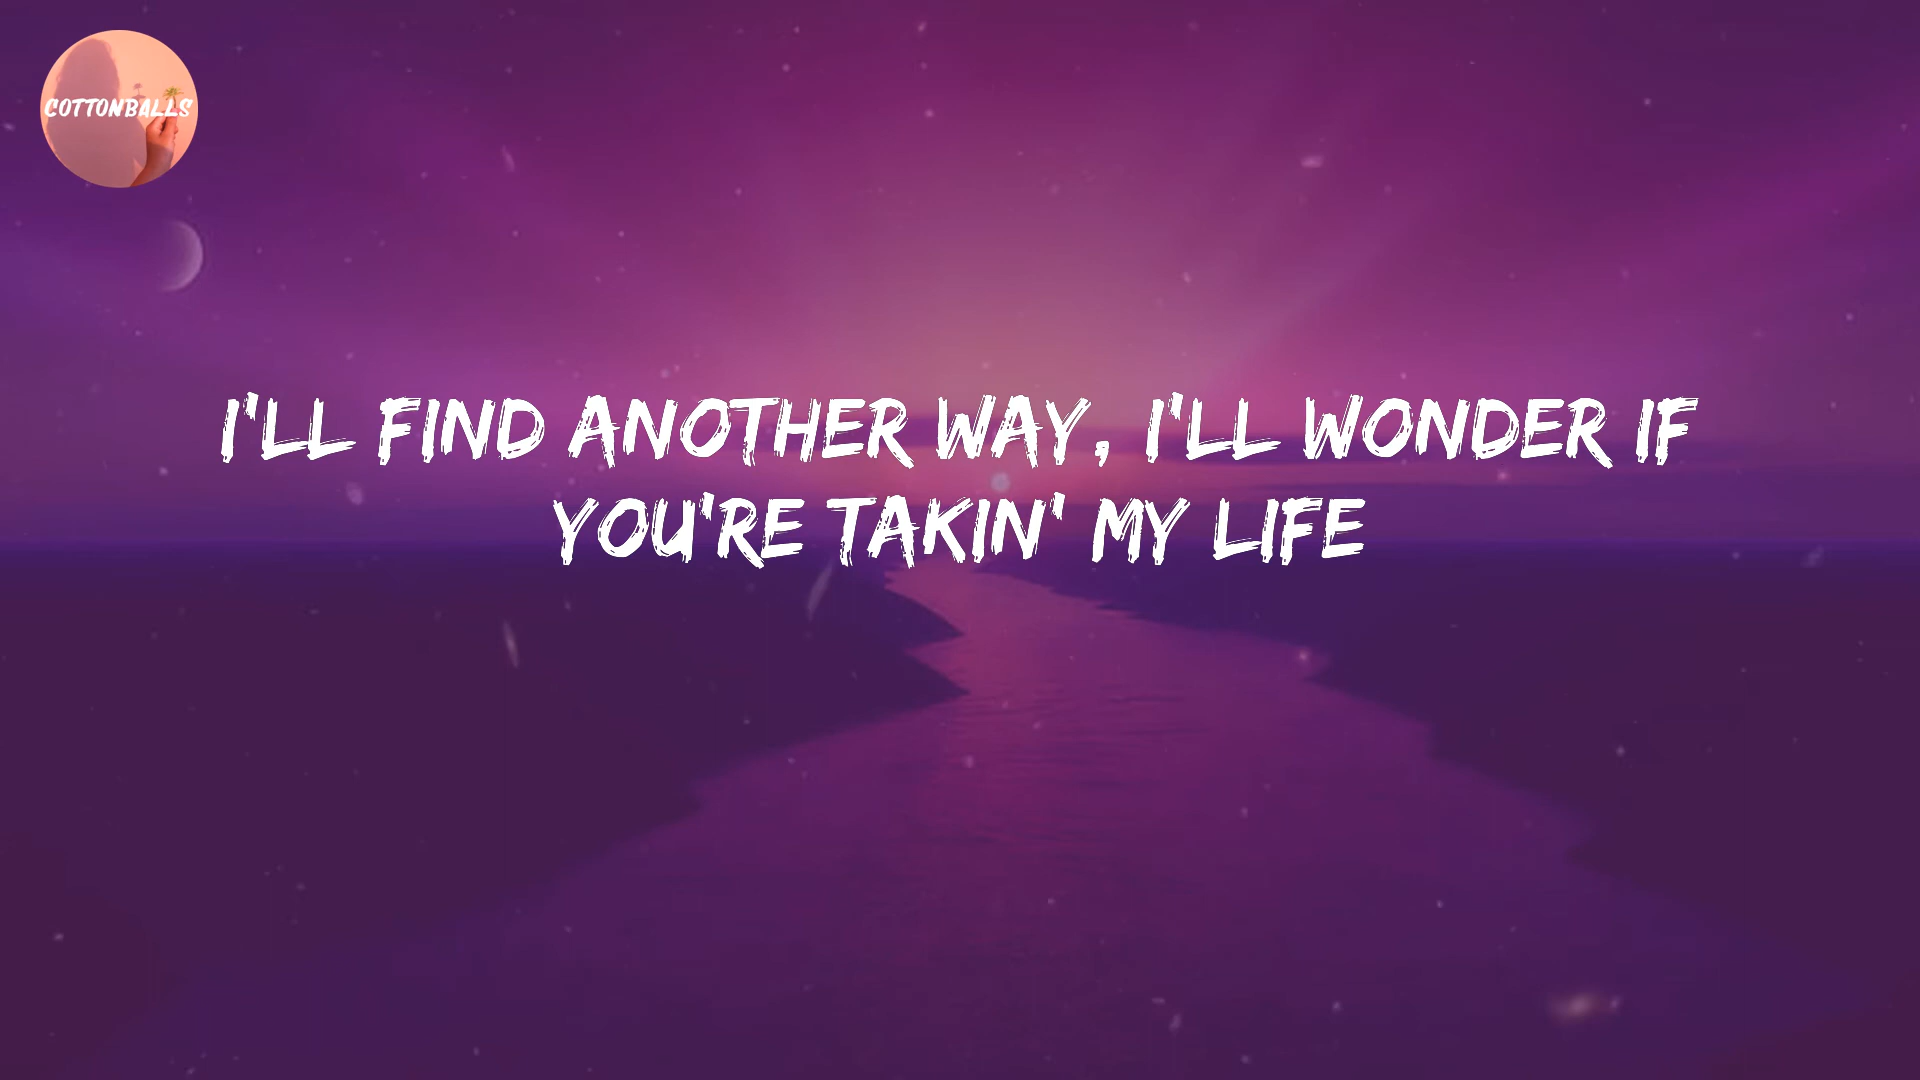 COTTONBALLS
I'LL FIND ANOTHER WAY, I'LL WONDER IF
YOU'RE TAKIN' MY LIFE